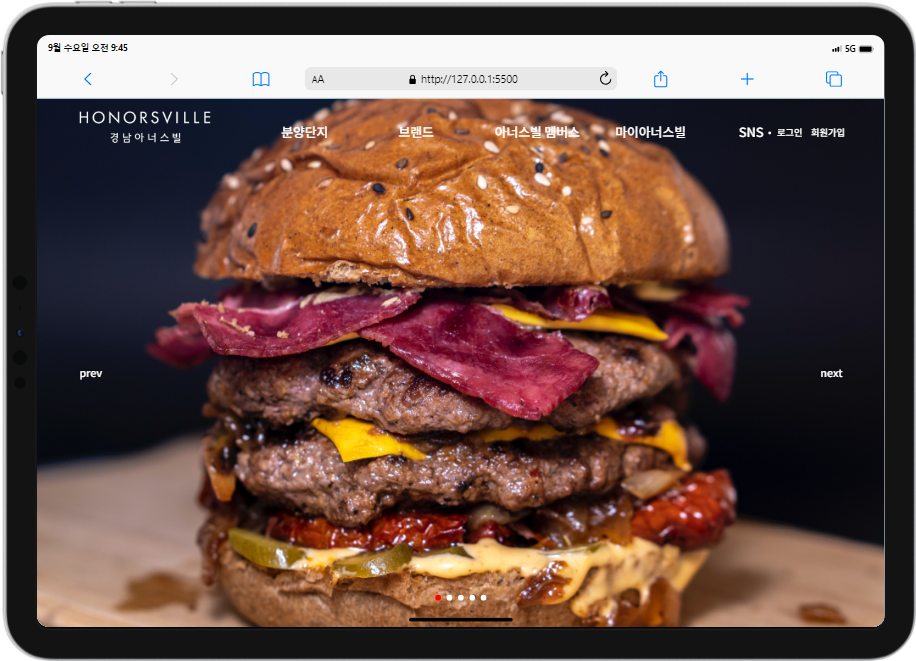 9월 수요일 오전 9:45
5G
AA
http://127.0.0.1:5500
HONORSVILLE
경남아너스빌
분양단지 브랜드 아너스빌 멤버스 마이아너스빌 SNS • 로그인 회원가입
prev
next